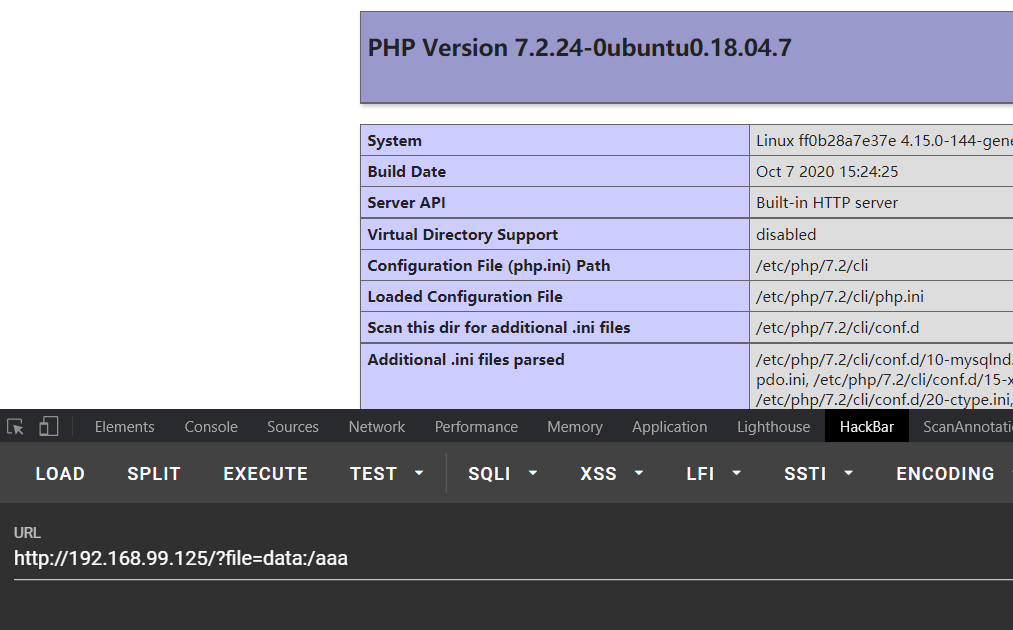 PHP Version 7.2.24-0ubuntu0.18.04.7
System Linux ff0b28a7e37e 4.15.0-144-gene
Build Date Oct 7 2020 15:24:25
Server API Built-in HTTP server
Virtual Directory Support disabled
Configuration File (php.ini) Path /etc/php/7.2/cli
Loaded Configuration File /etc/php/7.2/cli/php.ini
Scan this dir for additional .ini files /etc/php/7.2/cli/conf.d
Additional .ini files parsed /etc/php/7.2/cli/conf.d/10-mysqlnd.
pdo.ini, /etc/php/7.2/cli/conf.d/15-x
/etc/php/7.2/cli/conf.d/20-ctype.ini,
Elements Console Sources Network Performance Memory Application Lighthouse HackBar ScanAnnotati
LOAD SPLIT EXECUTE TEST SQLI XSS LFI SSTI ENCODING
URL
http://192.168.99.125/?file=data:/aaa